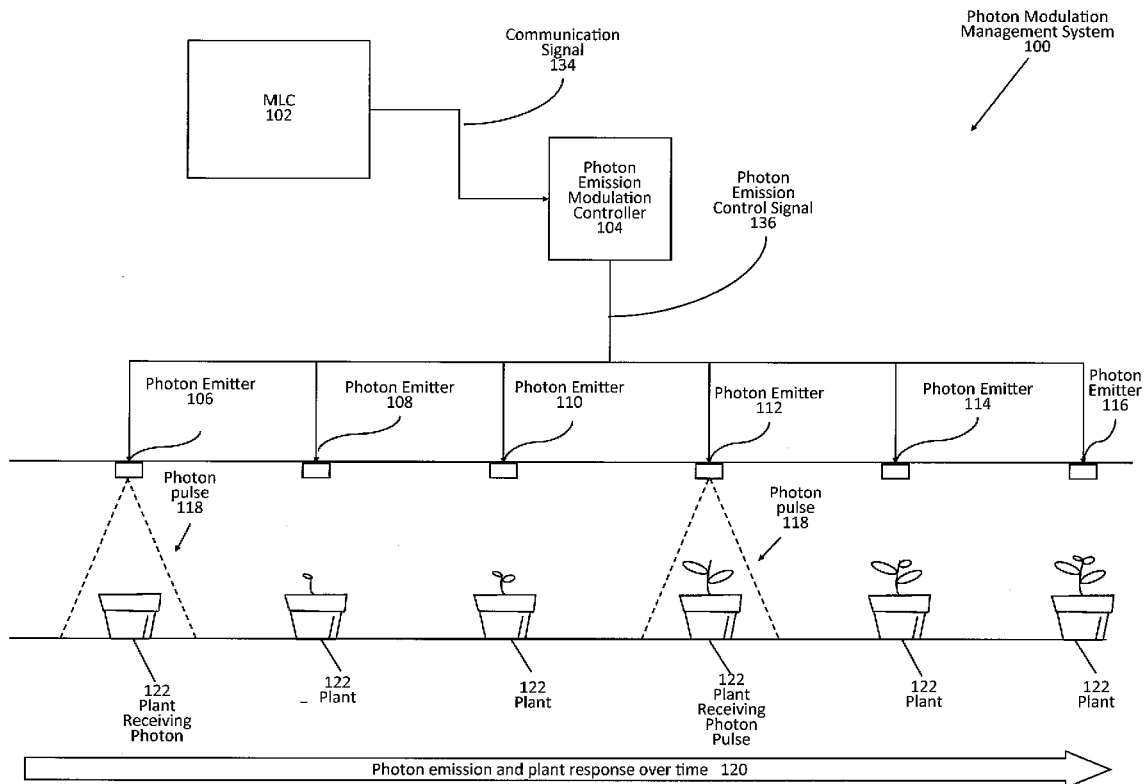 Photon Modulation
Management System
100
Communication
Signal
134
MLC
102
Photon
Emission
Modulation
Controller
104
Photon
Emission
Control Signal
136
Photon Emitter
106
Photon Emitter
108
Photon Emitter
110
Photon Emitter
112
Photon Emitter
114
Photon
Emitter
116
Photon
pulse
118
Photon
pulse
118
122
Plant
Receiving
Photon
122
Plant
122
Plant
122
Plant
Receiving
Photon
Pulse
122
Plant
122
Plant
Photon emission and plant response over time 120